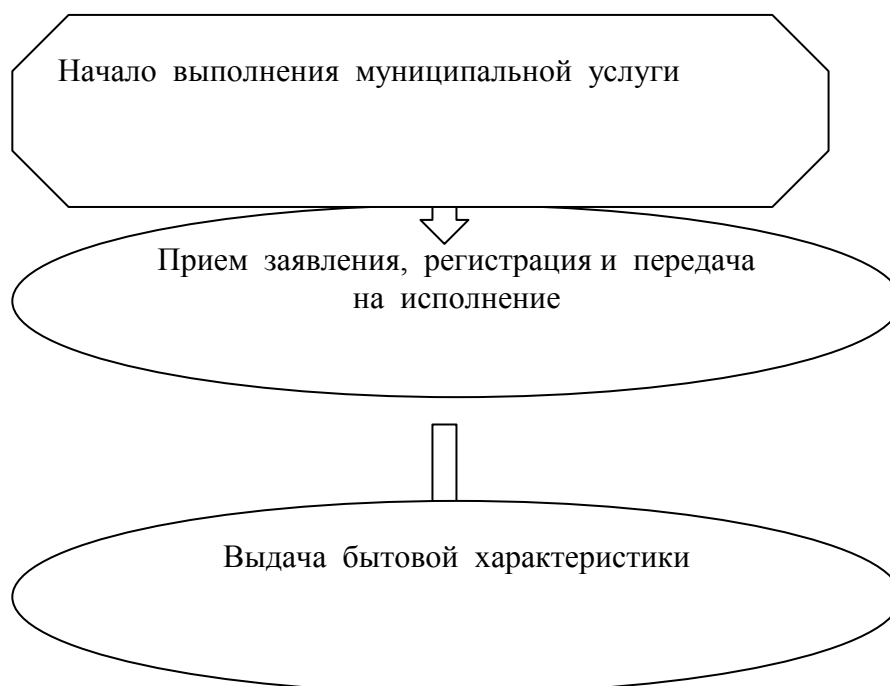 Начало выполнения муниципальной услуги
Прием заявления, регистрация и передача
на исполнение
Выдача бытовой характеристики